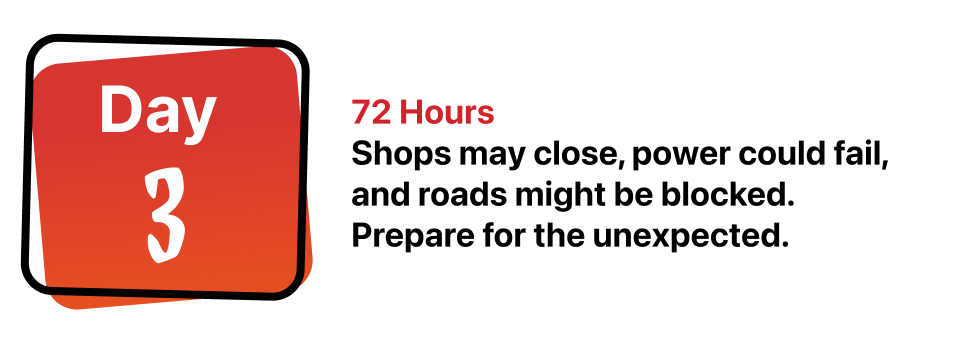 Day
3
72 Hours
Shops may close, power could fail,
and roads might be blocked.
Prepare for the unexpected.